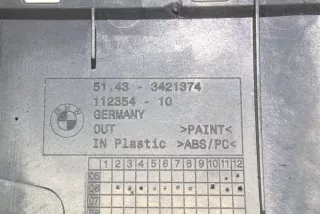 51.43 - 3421374
112354 - 10
GERMANY
OUT >PAINT<
IN Plastic >ABS/PC<
1 2 3 4 5 6 7 8 9 10 11 12
05
06
07